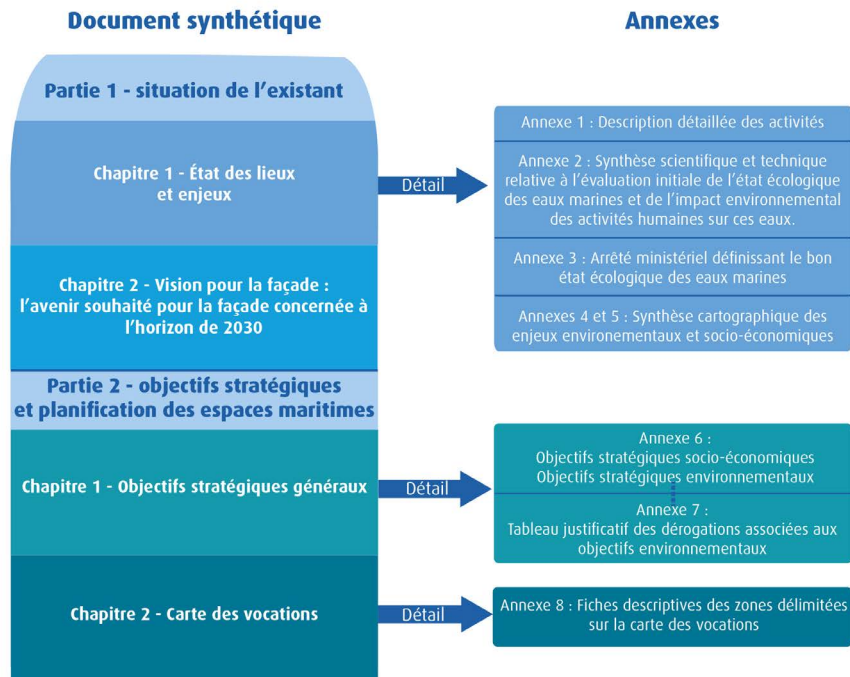 Document synthétique
Partie 1 - situation de l'existant
Chapitre 1 - État des lieux
et enjeux
Détail
Chapitre 2 - Vision pour la façade :
l'avenir souhaité pour la façade concernée à
l'horizon de 2030
Partie 2 - objectifs stratégiques
et planification des espaces maritimes
Chapitre 1 - Objectifs stratégiques généraux
Détail
Chapitre 2 - Carte des vocations
Détail
Annexes
Annexe 1 : Description détaillée des activités
Annexe 2 : Synthèse scientifique et technique
relative à l'évaluation initiale de l'état écologique
des eaux marines et de l'impact environnemental
des activités humaines sur ces eaux.
Annexe 3 : Arrêté ministériel définissant le bon
état écologique des eaux marines
Annexes 4 et 5 : Synthèse cartographique des
enjeux environementaux et socio-économiques
Annexe 6 :
Objectifs stratégiques socio-économiques
Objectifs stratégiques environnementaux
Annexe 7 :
Tableau justificatif des dérogations associées aux
objectifs environnementaux
Annexe 8 : Fiches descriptives des zones délimitées
sur la carte des vocations